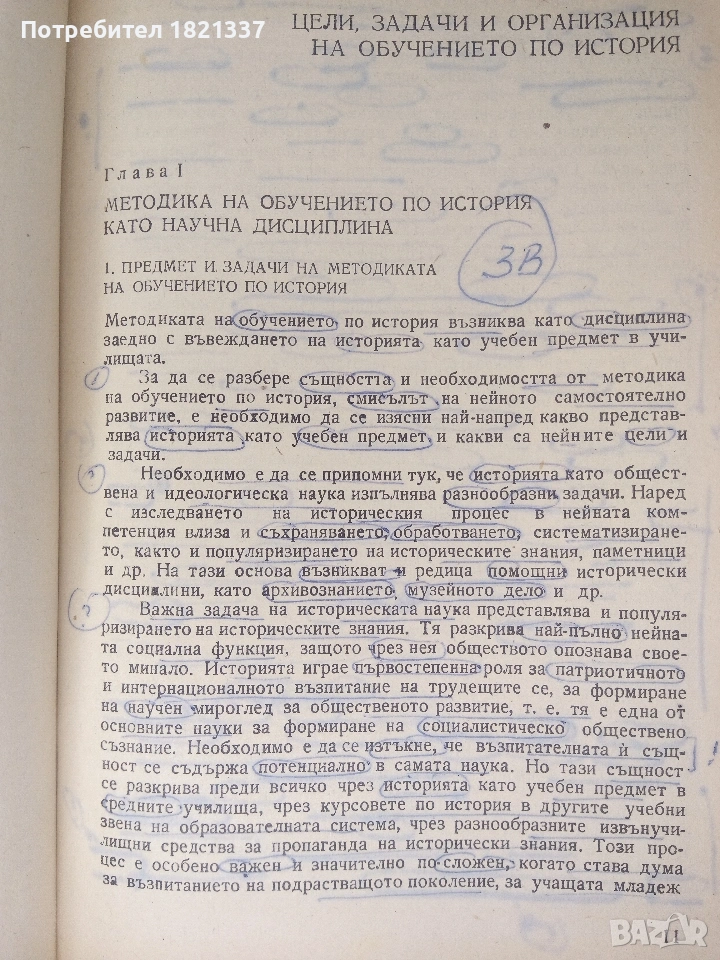 Потребител 1821337
ЦЕЛИ, ЗАДАЧИ И ОРГАНИЗАЦИЯ
НА ОБУЧЕНИЕТО ПО ИСТОРИЯ
Глава I
МЕТОДИКА НА ОБУЧЕНИЕТО ПО ИСТОРИЯ
КАТО НАУЧНА ДИСЦИПЛИНА
3В
1. ПРЕДМЕТ И ЗАДАЧИ НА МЕТОДИКАТА
НА ОБУЧЕНИЕТО ПО ИСТОРИЯ
Методиката на обучението по история възниква като дисциплина
заедно с въвеждането на историята като учебен предмет в учи-
лищата.
1 За да се разбере същността и необходимостта от методика
на обучението по история, смисълът на нейното самостоятелно
развитие, е необходимо да се изясни най-напред какво представ-
лява историята като учебен предмет и какви са нейните цели и
задачи.
Необходимо е да се припомни тук, че историята като общест-
вена и идеологическа наука изпълнява разнообразни задачи. Наред
с изследването на историческия процес в нейната ком-
петенция влиза и съхраняването, обработването, систематизиране-
то, както и популяризирането на историческите знания, паметници
и др. На тази основа възникват и редица помощни исторически
дисциплини, като архивознанието, музейното дело и др.
Важна задача на историческата наука представлява и популя-
ризирането на историческите знания. Тя разкрива най-пълно нейна-
та социална функция, защото чрез нея обществото опознава свое-
то минало. Историята играе първостепенна роля за патриотичното
и интернационалното възпитание на трудещите се, за формиране
на научен мироглед за общественото развитие, т. е. тя е една от
основните науки за формиране на социалистическо обществено
съзнание. Необходимо е да се изтъкне, че възпитателната ѝ същ-
ност се съдържа потенциално в самата наука. Но тази същност
се разкрива преди всичко чрез историята като учебен предмет в
средните училища, чрез курсовете по история в другите учебни
звена на образователната система, чрез разнообразните извънучи-
лищни средства за пропаганда на исторически знания. Този про-
цес е особено важен и значително по-сложен, когато става дума
за възпитанието на подрастващото поколение, за учащата младеж
11
BAZAR